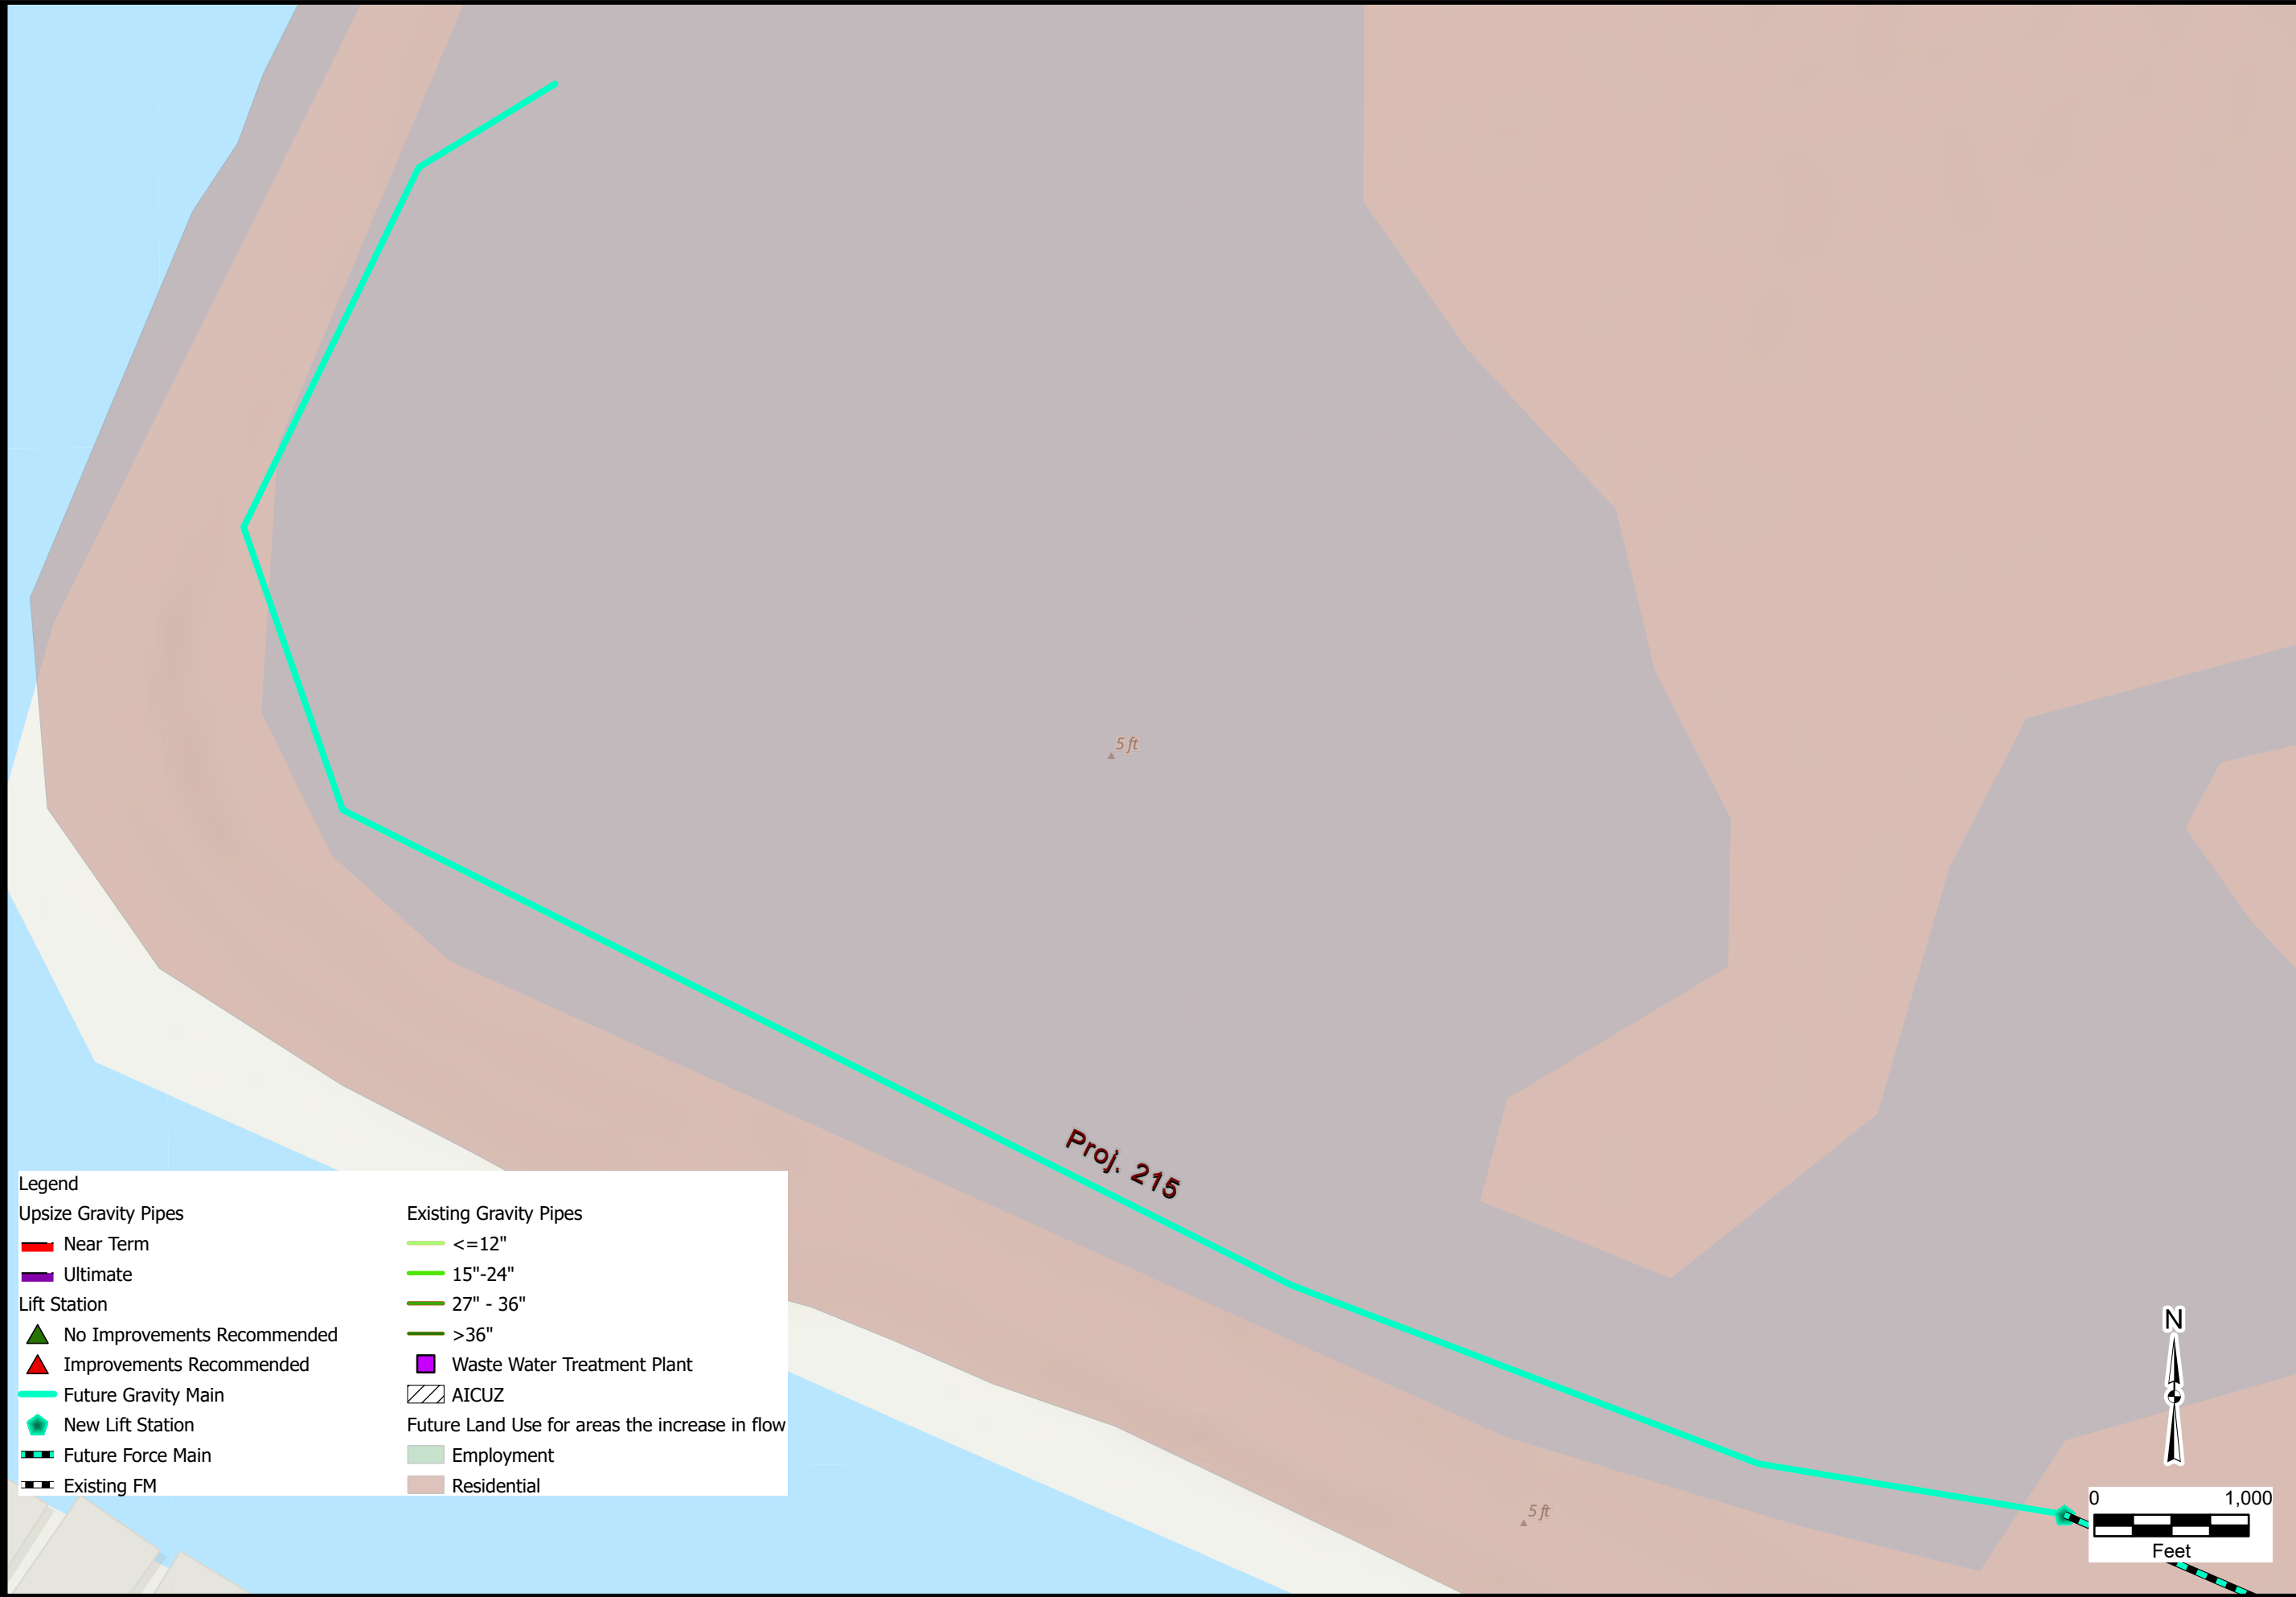 5 ft
Proj. 215
5 ft
N
0 1,000
Feet
Legend
Upsize Gravity Pipes
Near Term
Ultimate
Lift Station
No Improvements Recommended
Improvements Recommended
Future Gravity Main
New Lift Station
Future Force Main
Existing FM
Existing Gravity Pipes
<=12"
15"-24"
27" - 36"
>36"
Waste Water Treatment Plant
AICUZ
Future Land Use for areas the increase in flow
Employment
Residential